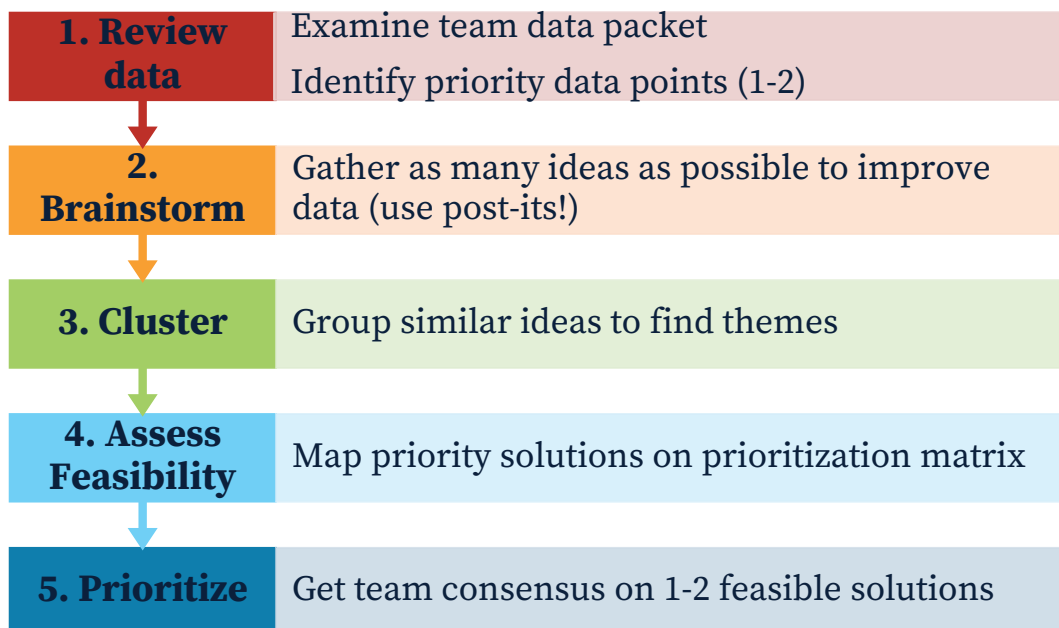 1. Review
data
Examine team data packet
Identify priority data points (1-2)
2.
Brainstorm
Gather as many ideas as possible to improve
data (use post-its!)
3. Cluster
Group similar ideas to find themes
4. Assess
Feasibility
Map priority solutions on prioritization matrix
5. Prioritize
Get team consensus on 1-2 feasible solutions